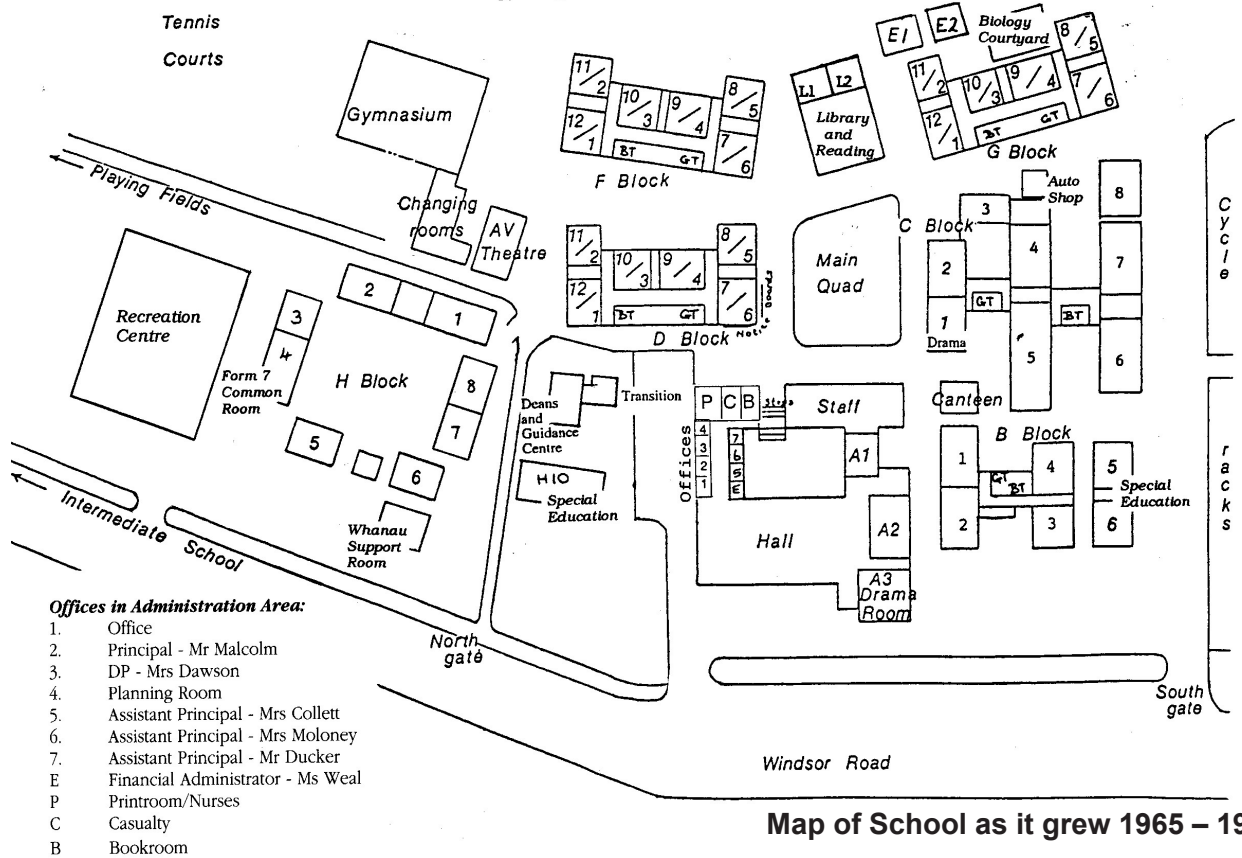 Tennis
Courts
Gymnasium
Playing Fields
Changing
rooms
AV
Theatre
Recreation
Centre
2
1
3
4
Form 7
Common
Room
H Block
8
7
5
6
Whanau
Support
Room
Intermediate School
11/2
12/1
10/3
9/4
8/5
7/6
BT
GT
F Block
11/2
12/1
10/3
9/4
8/5
7/6
BT
GT
D Block
Notice Boards
L1
L2
Library
and
Reading
E1
E2
Biology
Courtyard
11/2
12/1
10/3
9/4
8/5
7/6
BT
GT
G Block
Main
Quad
C Block
Auto
Shop
3
4
2
1
Drama
GT
BT
5
8
7
6
Cycle
racks
Canteen
B Block
1
2
GT
BT
4
3
5
6
Special
Education
Deans
and
Guidance
Centre
Transition
H10
Special
Education
Offices
P C B
4
3
2
1
7
6
5
E
Steps
Staff
A1
A2
Hall
A3
Drama
Room
North
gate
South
gate
Windsor Road
Offices in Administration Area:
1. Office
2. Principal - Mr Malcolm
3. DP - Mrs Dawson
4. Planning Room
5. Assistant Principal - Mrs Collett
6. Assistant Principal - Mrs Moloney
7. Assistant Principal - Mr Ducker
E Financial Administrator - Ms Weal
P Printroom/Nurses
C Casualty
B Bookroom
Map of School as it grew 1965 – 19